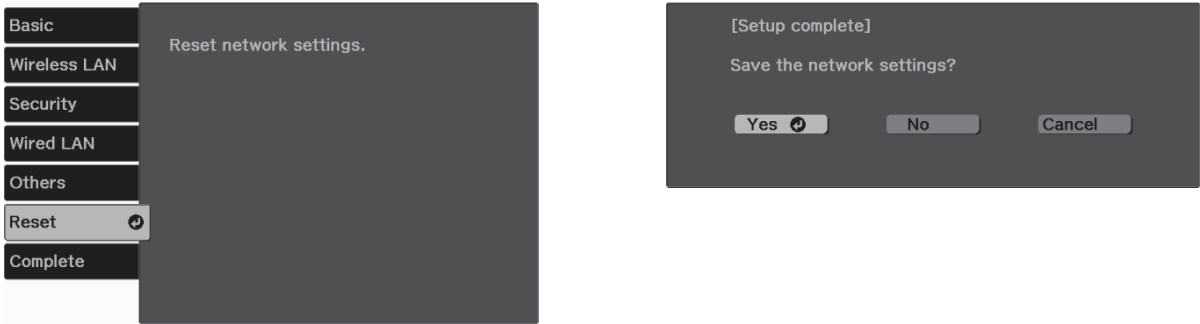 Basic
Wireless LAN
Security
Wired LAN
Others
Reset
Complete
Reset network settings.
[Setup complete]
Save the network settings?
Yes
No
Cancel